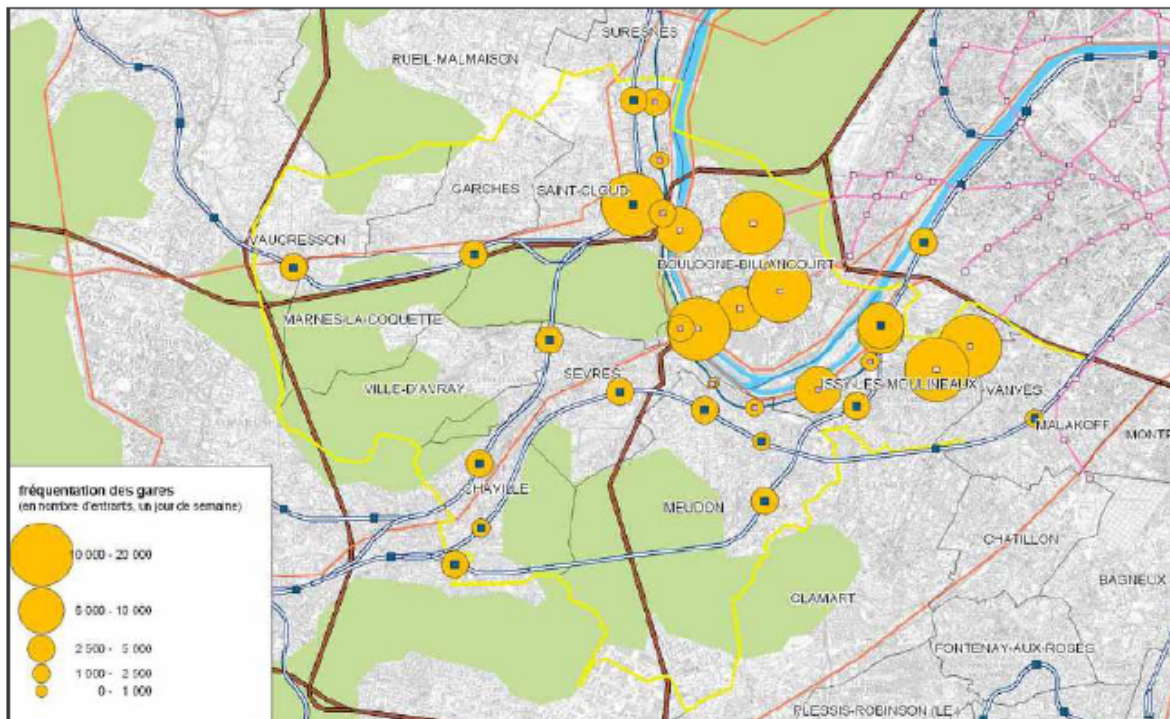 SURESNES
RUEIL-MALMAISON
GARCHES
SAINT-CLOUD
VAUCRESSON
BOULOGNE-BILLANCOURT
MARNES-LA-COQUETTE
SEVRES
VILLE-D'AVRAY
ISSY-LES-MOULINEAUX
VANVES
MALAKOFF
MONTR
CHAVILLE
MEUDON
CHATILLON
BAGNEUX
CLAMART
FONTENAY-AUX-ROSES
PLESSIS-ROBINSON (LE)
fréquentation des gares
(en nombre d'entrants, un jour de semaine)
10 000 - 20 000
5 000 - 10 000
2 500 - 5 000
1 000 - 2 500
0 - 1 000